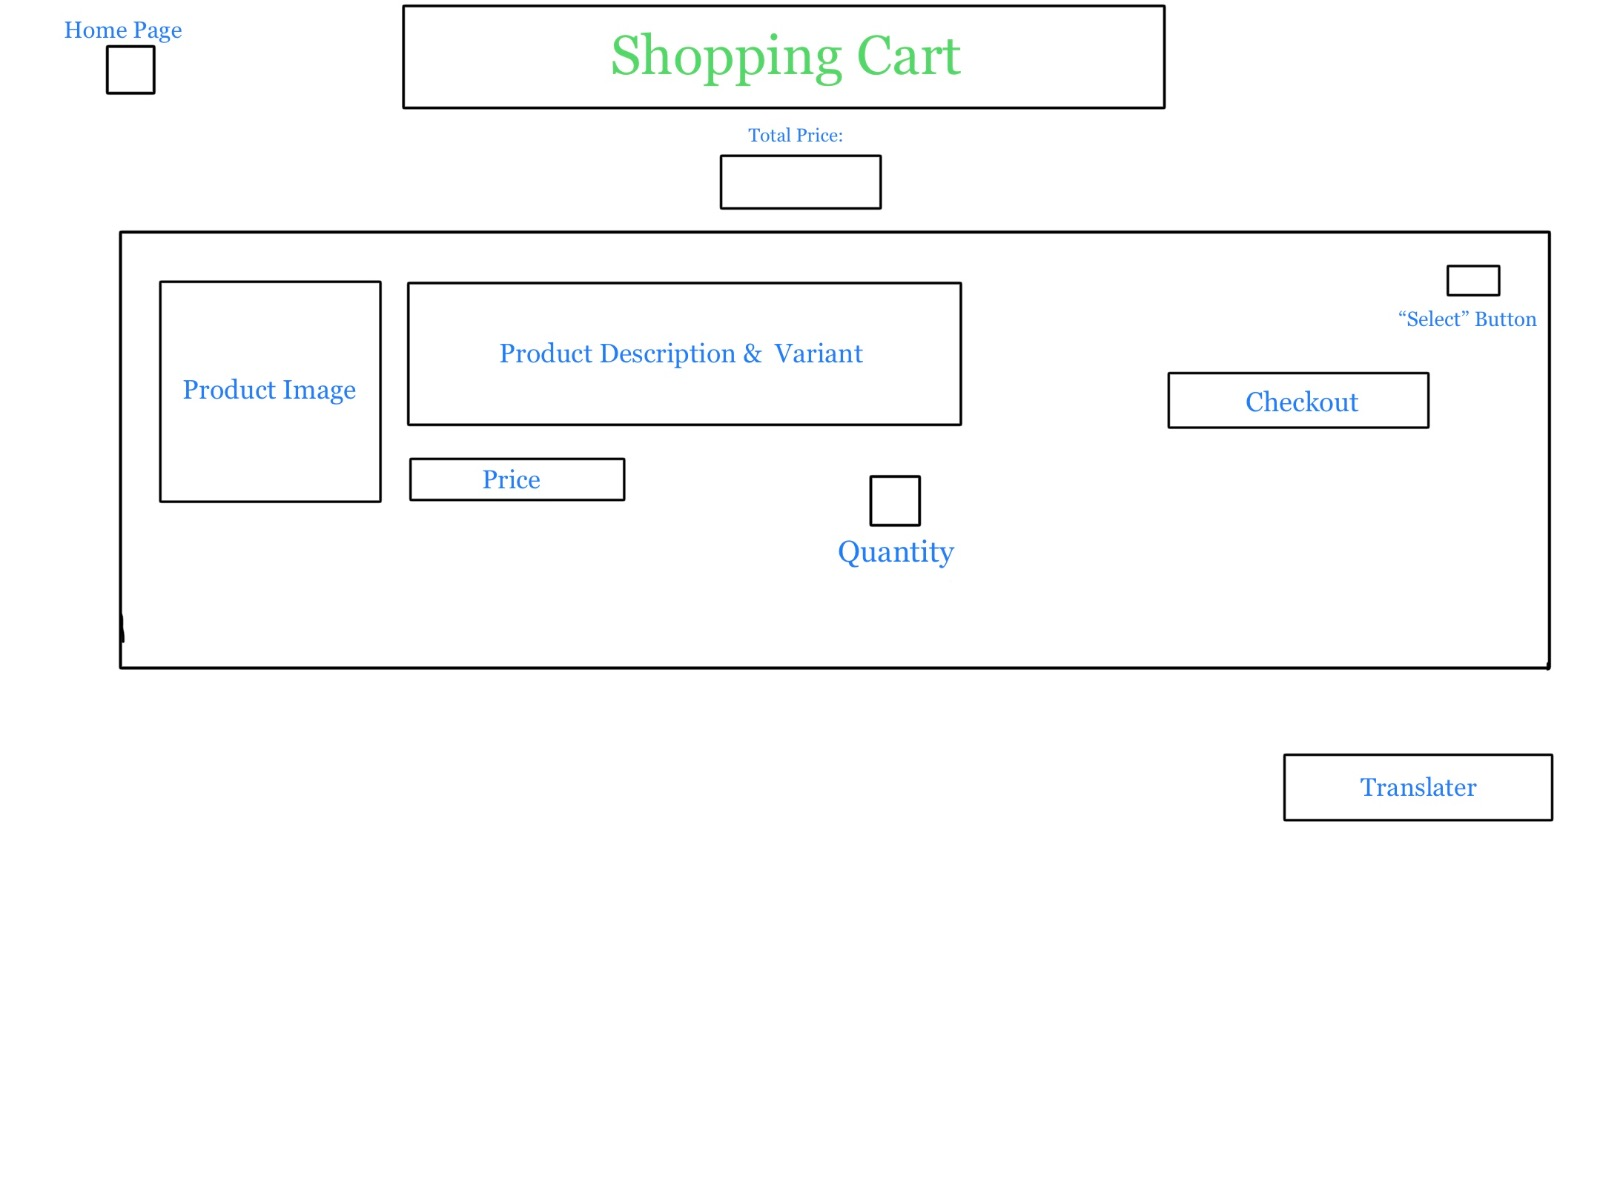 Home Page
Shopping Cart
Total Price:
“Select” Button
Product Description & Variant
Product Image
Checkout
Price
Quantity
Translater